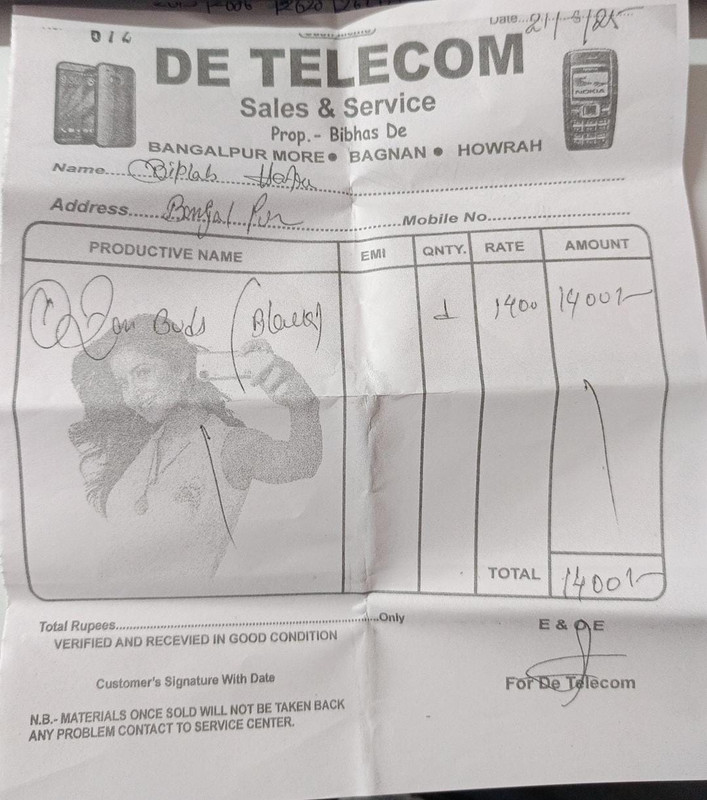 Date...21/8/25
014
DE TELECOM
NOKIA
Sales & Service
Prop.- Bibhas De
BANGALPUR MORE● BAGNAN ● HOWRAH
Name....Biplab
Address......Bangal Pur Mobile No.
PRODUCTIVE NAME EMI QNTY. RATE AMOUNT
Buds (Black) 1 1400 1400/-
TOTAL 1400/-
Total Rupees....Only
VERIFIED AND RECEVIED IN GOOD CONDITION
E & O E
Customer's Signature With Date
For De Telecom
N.B.- MATERIALS ONCE SOLD WILL NOT BE TAKEN BACK
ANY PROBLEM CONTACT TO SERVICE CENTER.